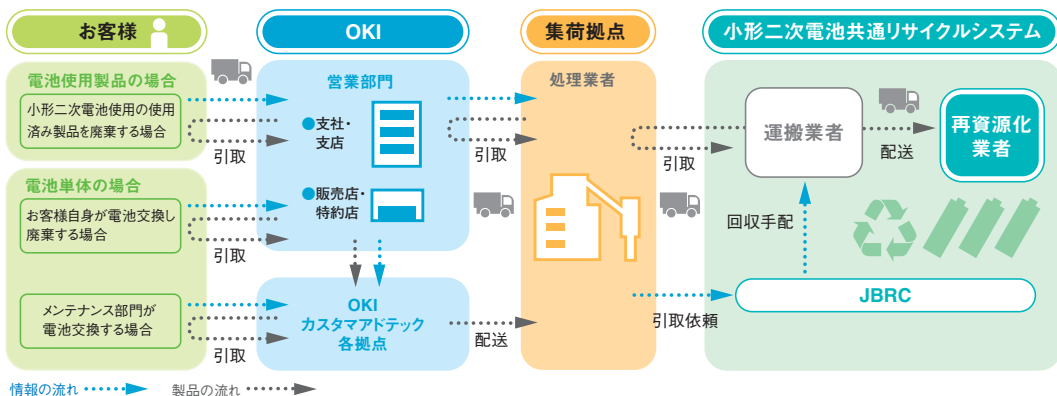 お客様
OKI
集荷拠点
小形二次電池共通リサイクルシステム
電池使用製品の場合
小形二次電池使用の使用
済み製品を廃棄する場合
引取
電池単体の場合
お客様自身が電池交換し
廃棄する場合
引取
メンテナンス部門が
電池交換する場合
引取
営業部門
●支社・
支店
●販売店・
特約店
引取
OKI
カスタマアドテック
各拠点
配送
処理業者
引取
引取依頼
運搬業者
配送
再資源化
業者
回収手配
JBRC
情報の流れ
製品の流れ